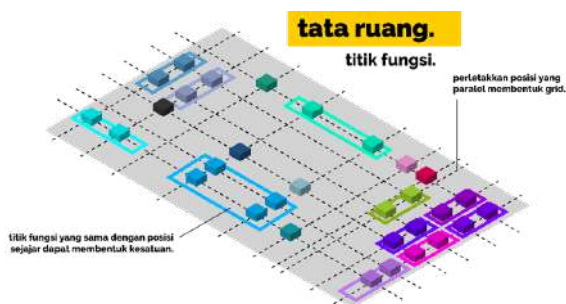 tata ruang.
titik fungsi.
perletakkan posisi yang
paralel membentuk grid.
titik fungsi yang sama dengan posisi
sejajar dapat membentuk kesatuan.